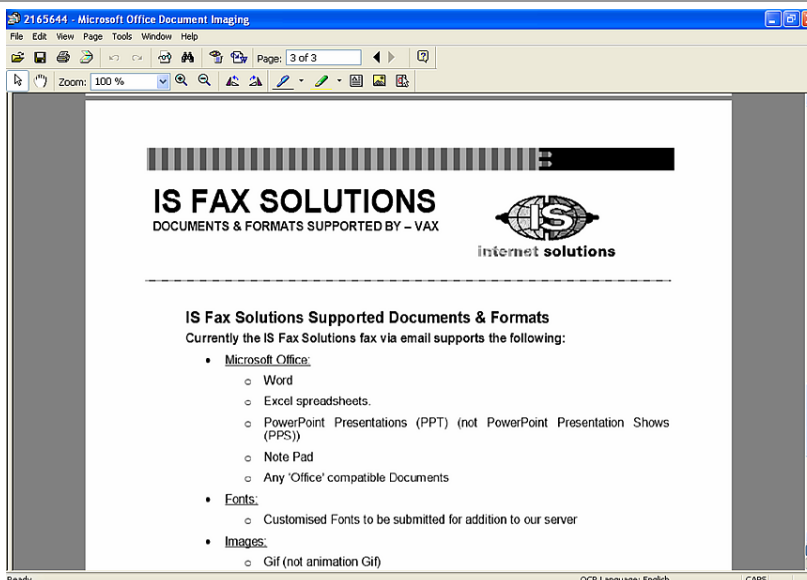 2165644 - Microsoft Office Document Imaging
File Edit View Page Tools Window Help
Page: 3 of 3
Zoom: 100 %
IS FAX SOLUTIONS
DOCUMENTS & FORMATS SUPPORTED BY – VAX
IS
internet solutions
IS Fax Solutions Supported Documents & Formats
Currently the IS Fax Solutions fax via email supports the following:
• Microsoft Office:
o Word
o Excel spreadsheets.
o PowerPoint Presentations (PPT) (not PowerPoint Presentation Shows
(PPS))
o Note Pad
o Any 'Office' compatible Documents
• Fonts:
o Customised Fonts to be submitted for addition to our server
• Images:
o Gif (not animation Gif)
Ready OCR Language: English CAPS